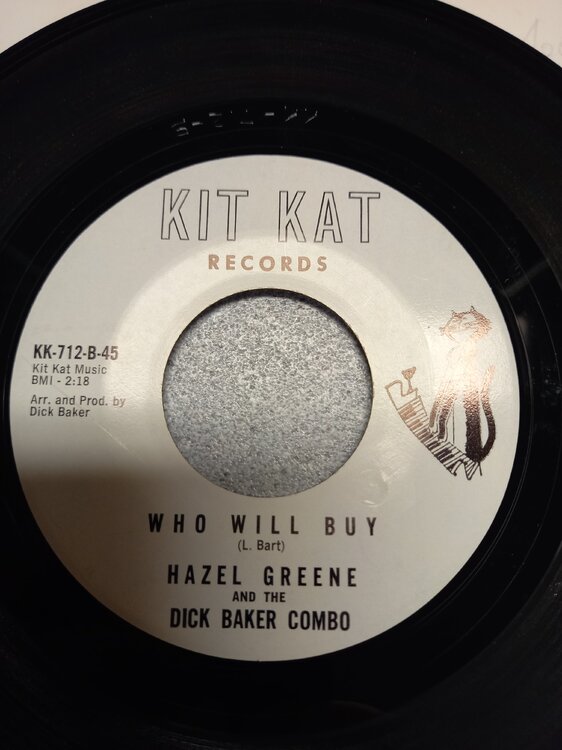 KIT KAT
RECORDS
KK-712-B-45
Kit Kat Music
BMI - 2:18
Arr. and Prod. by
Dick Baker
WHO WILL BUY
(L. Bart)
HAZEL GREENE
AND THE
DICK BAKER COMBO